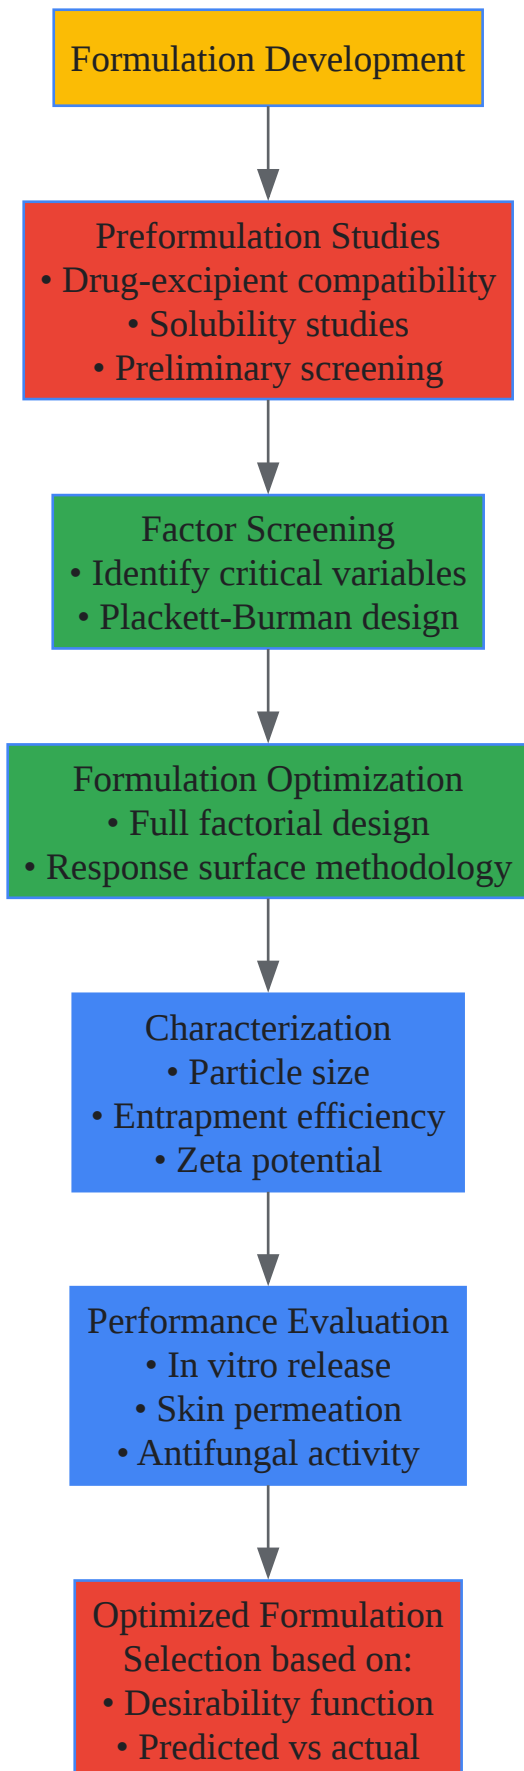 Formulation Development
Preformulation Studies
• Drug-excipient compatibility
• Solubility studies
• Preliminary screening
Factor Screening
• Identify critical variables
• Plackett-Burman design
Formulation Optimization
• Full factorial design
• Response surface methodology
Characterization
• Particle size
• Entrapment efficiency
• Zeta potential
Performance Evaluation
• In vitro release
• Skin permeation
• Antifungal activity
Optimized Formulation
Selection based on:
• Desirability function
• Predicted vs actual